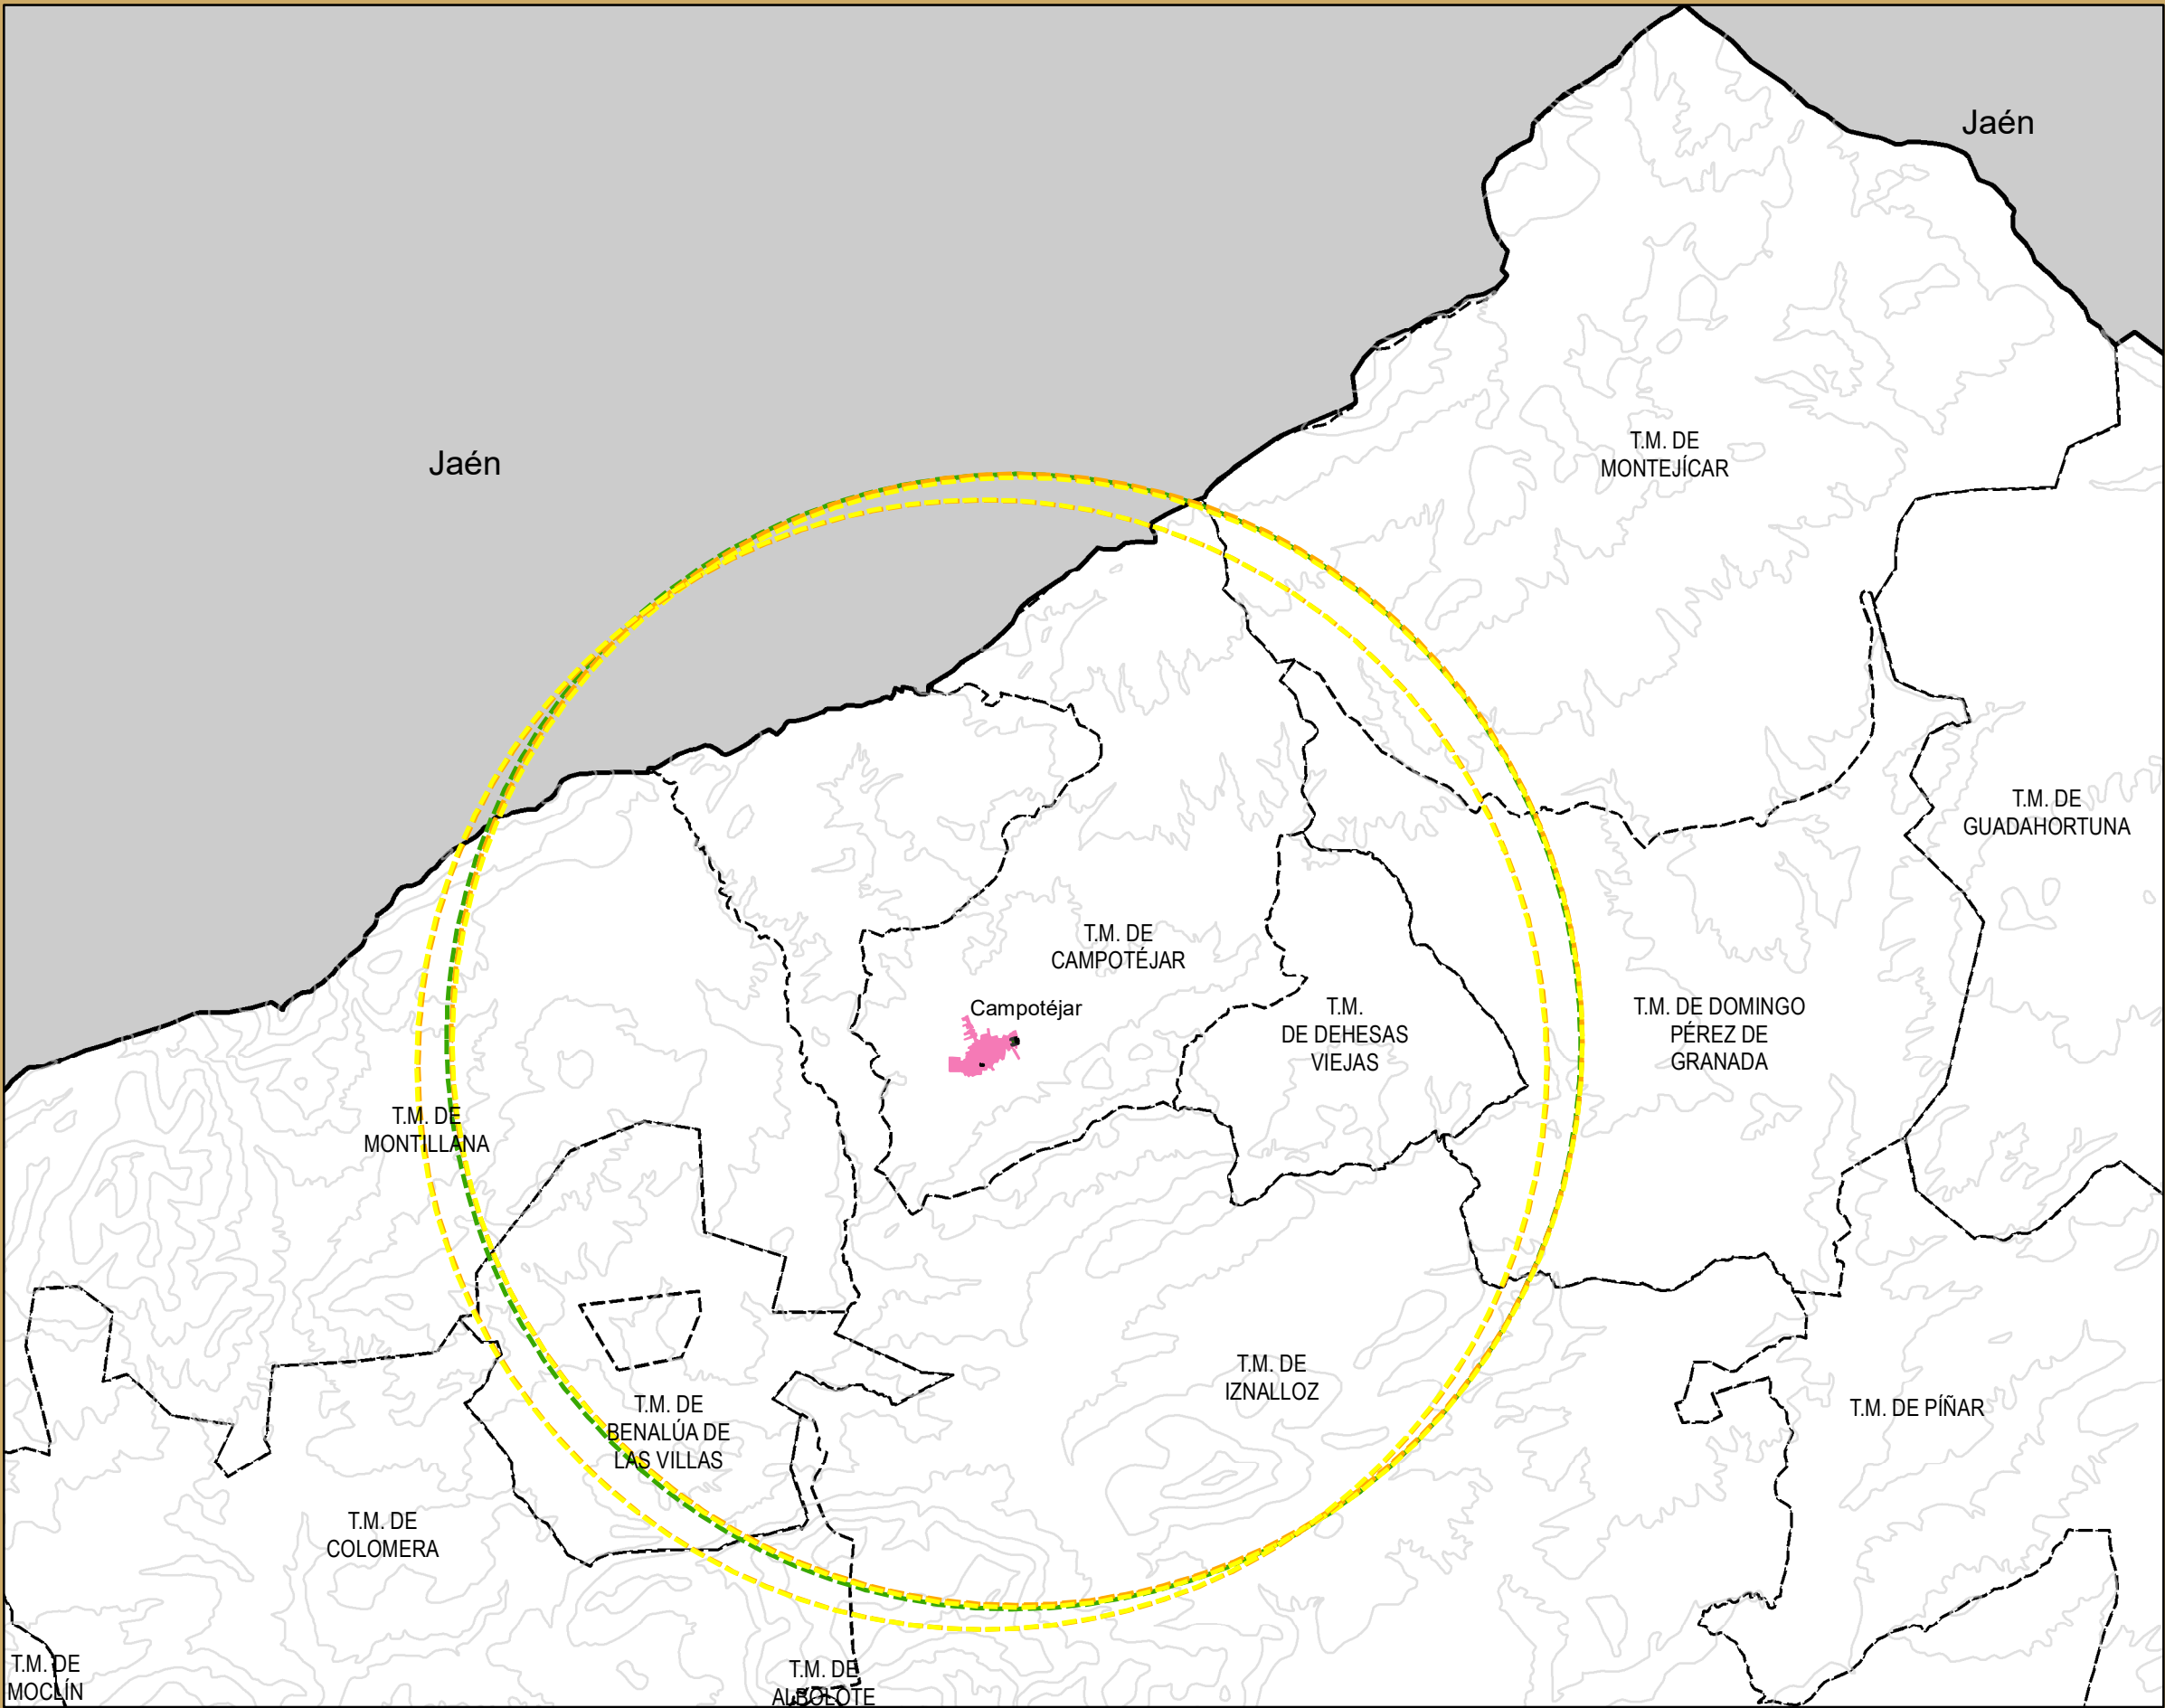 Jaén
Jaén
T.M. DE
MONTEJÍCAR
T.M. DE
GUADAHORTUNA
T.M. DE
CAMPOTÉJAR
Campotéjar
T.M.
DE DEHESAS
VIEJAS
T.M. DE DOMINGO
PÉREZ DE
GRANADA
T.M. DE
MONTILLANA
T.M. DE
IZNALLOZ
T.M. DE
BENALÚA DE
LAS VILLAS
T.M. DE PÍÑAR
T.M. DE
COLOMERA
T.M. DE
MOCLÍN
T.M. DE
ALBOLOTE